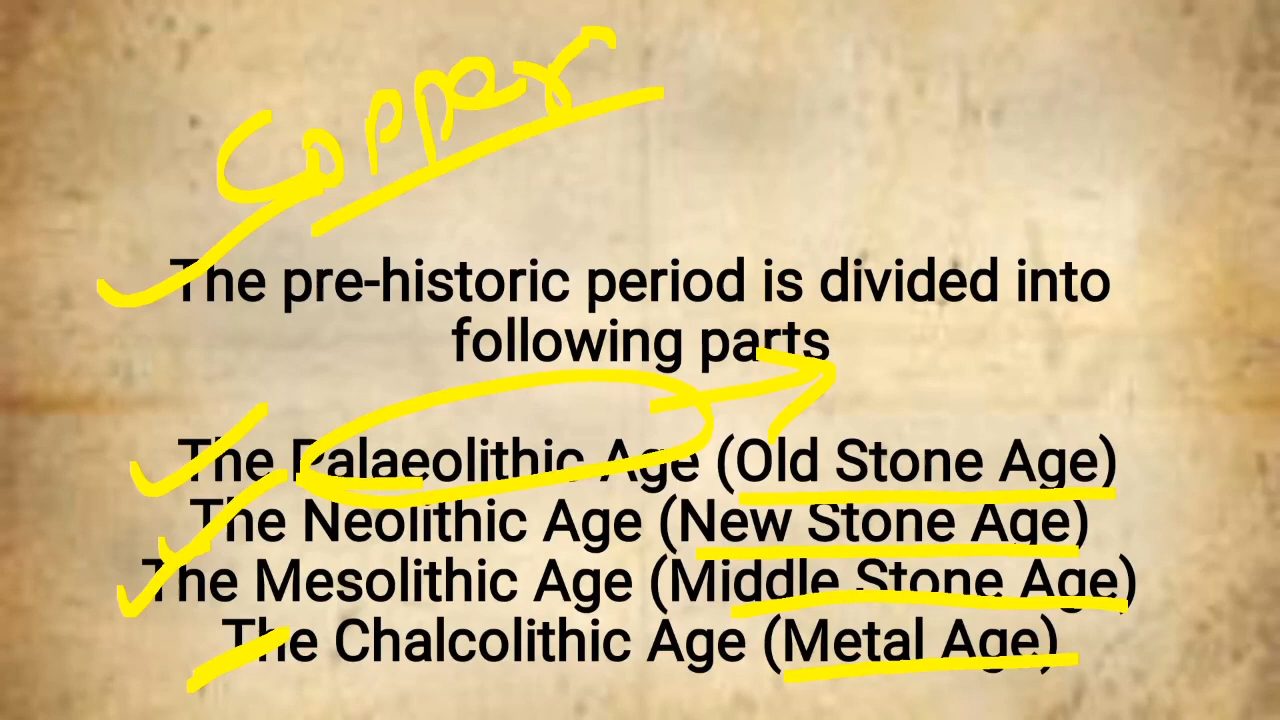 Copper
The pre-historic period is divided into
following parts
The Palaeolithic Age (Old Stone Age)
The Neolithic Age (New Stone Age)
The Mesolithic Age (Middle Stone Age)
The Chalcolithic Age (Metal Age)